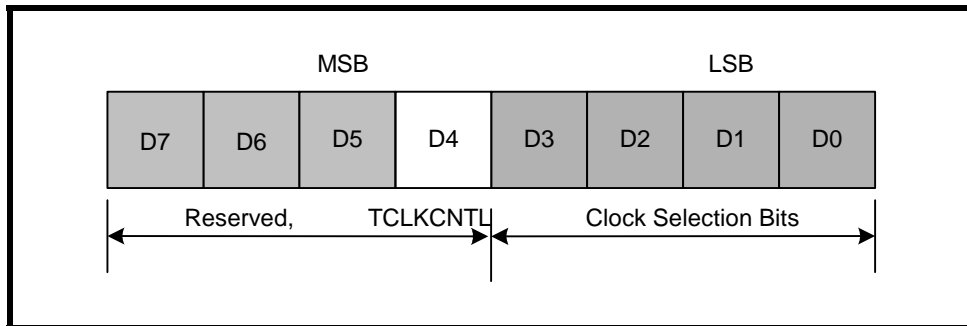 MSB LSB
D7 D6 D5 D4 D3 D2 D1 D0
Reserved, TCLKCNTL Clock Selection Bits